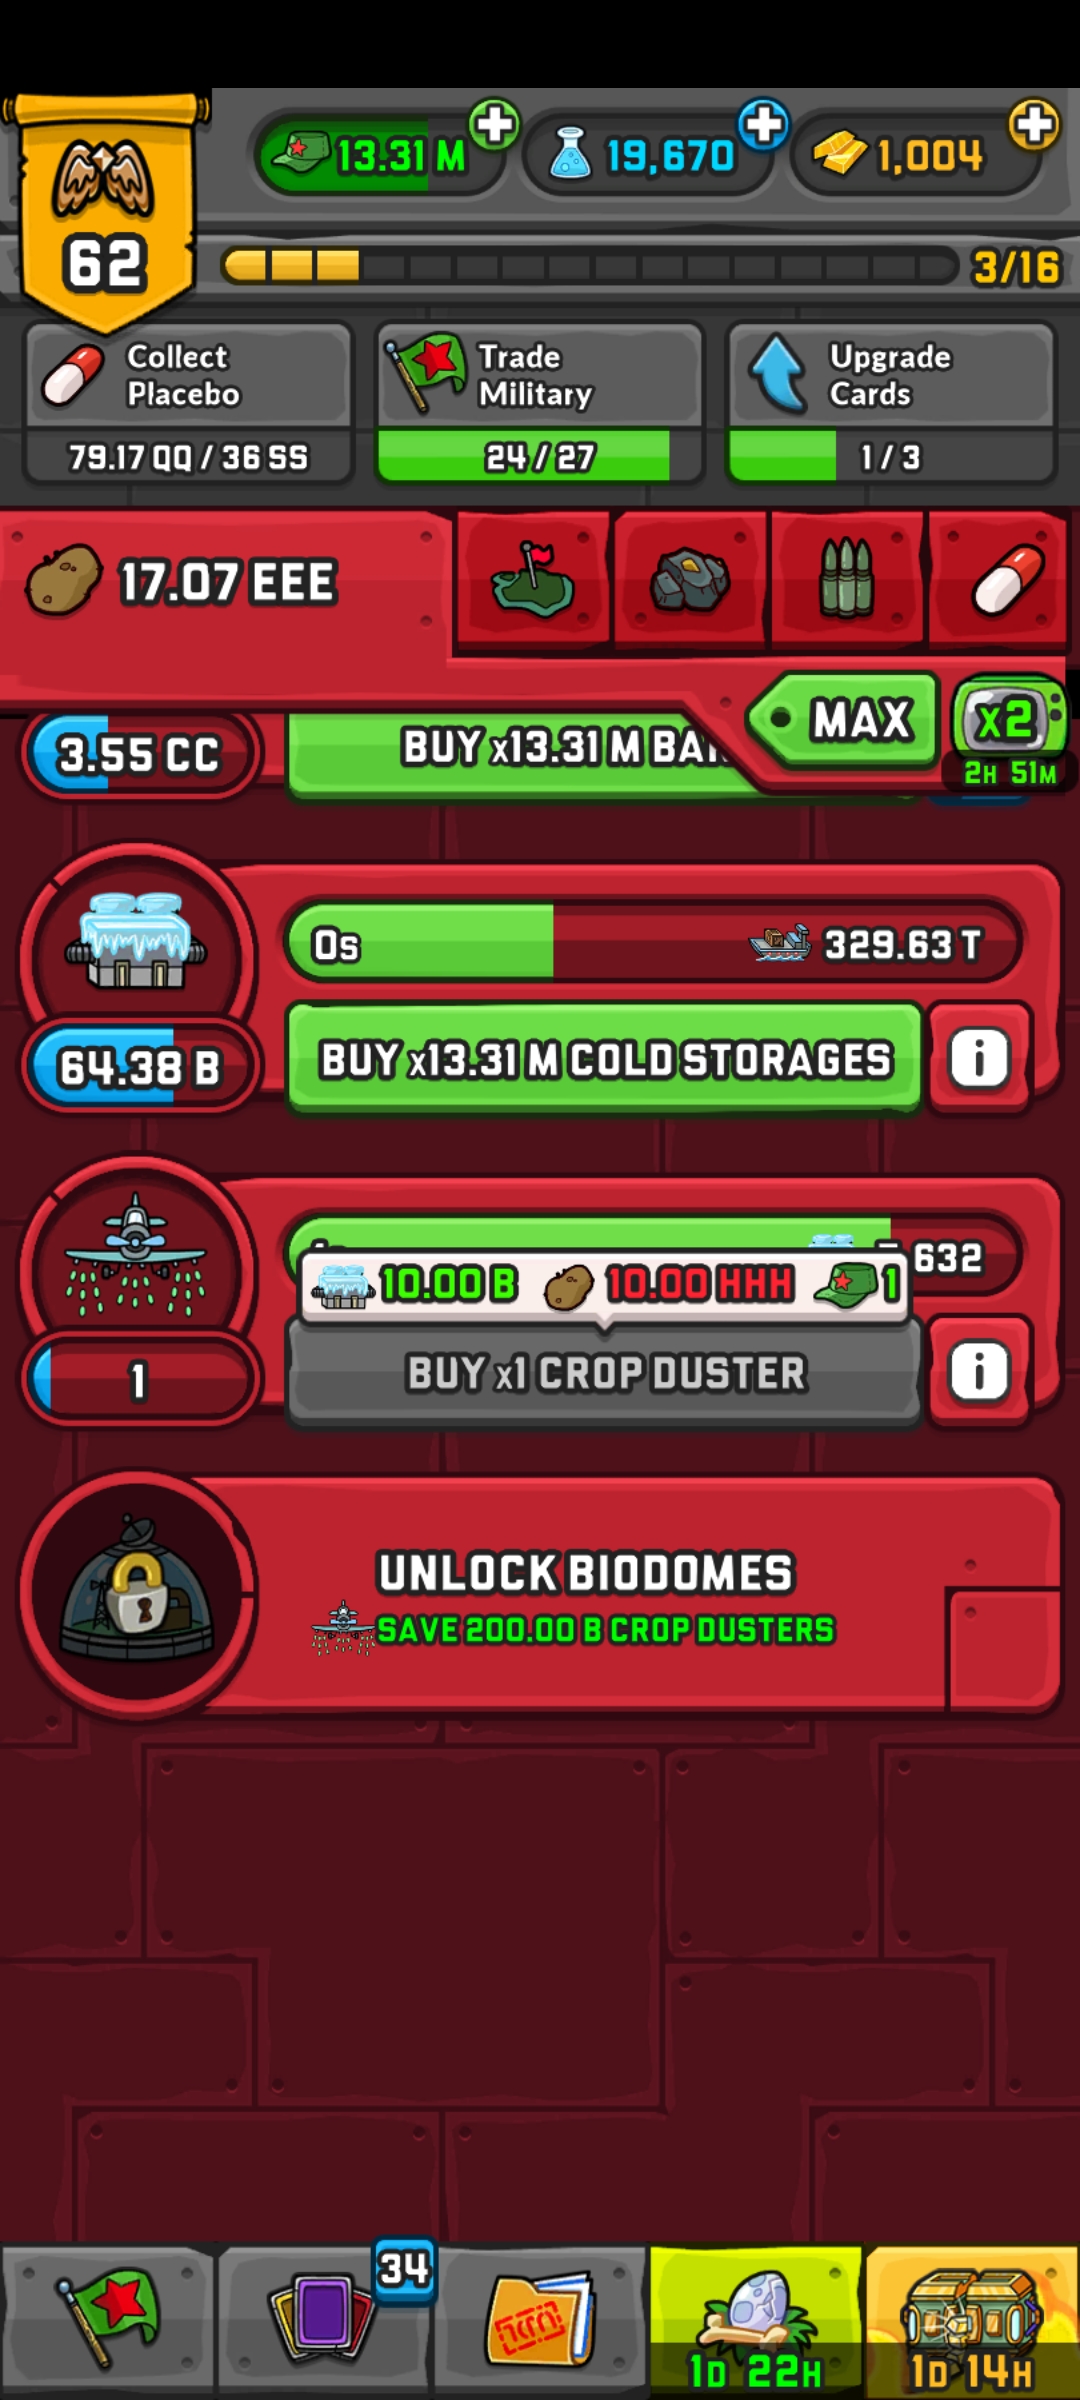 13.31 M
19,670
1,004
62
3/16
Collect
Placebo
79.17 QQ / 36 SS
Trade
Military
24 / 27
Upgrade
Cards
1 / 3
17.07 EEE
MAX
x2
2H 51M
3.55 CC
BUY x13.31 M
0s
329.63 T
64.38 B
BUY x13.31 M COLD STORAGES
i
632
10.00 B
10.00 HHH
1
1
BUY x1 CROP DUSTER
i
UNLOCK BIODOMES
SAVE 200.00 B CROP DUSTERS
34
1D 22H
1D 14H